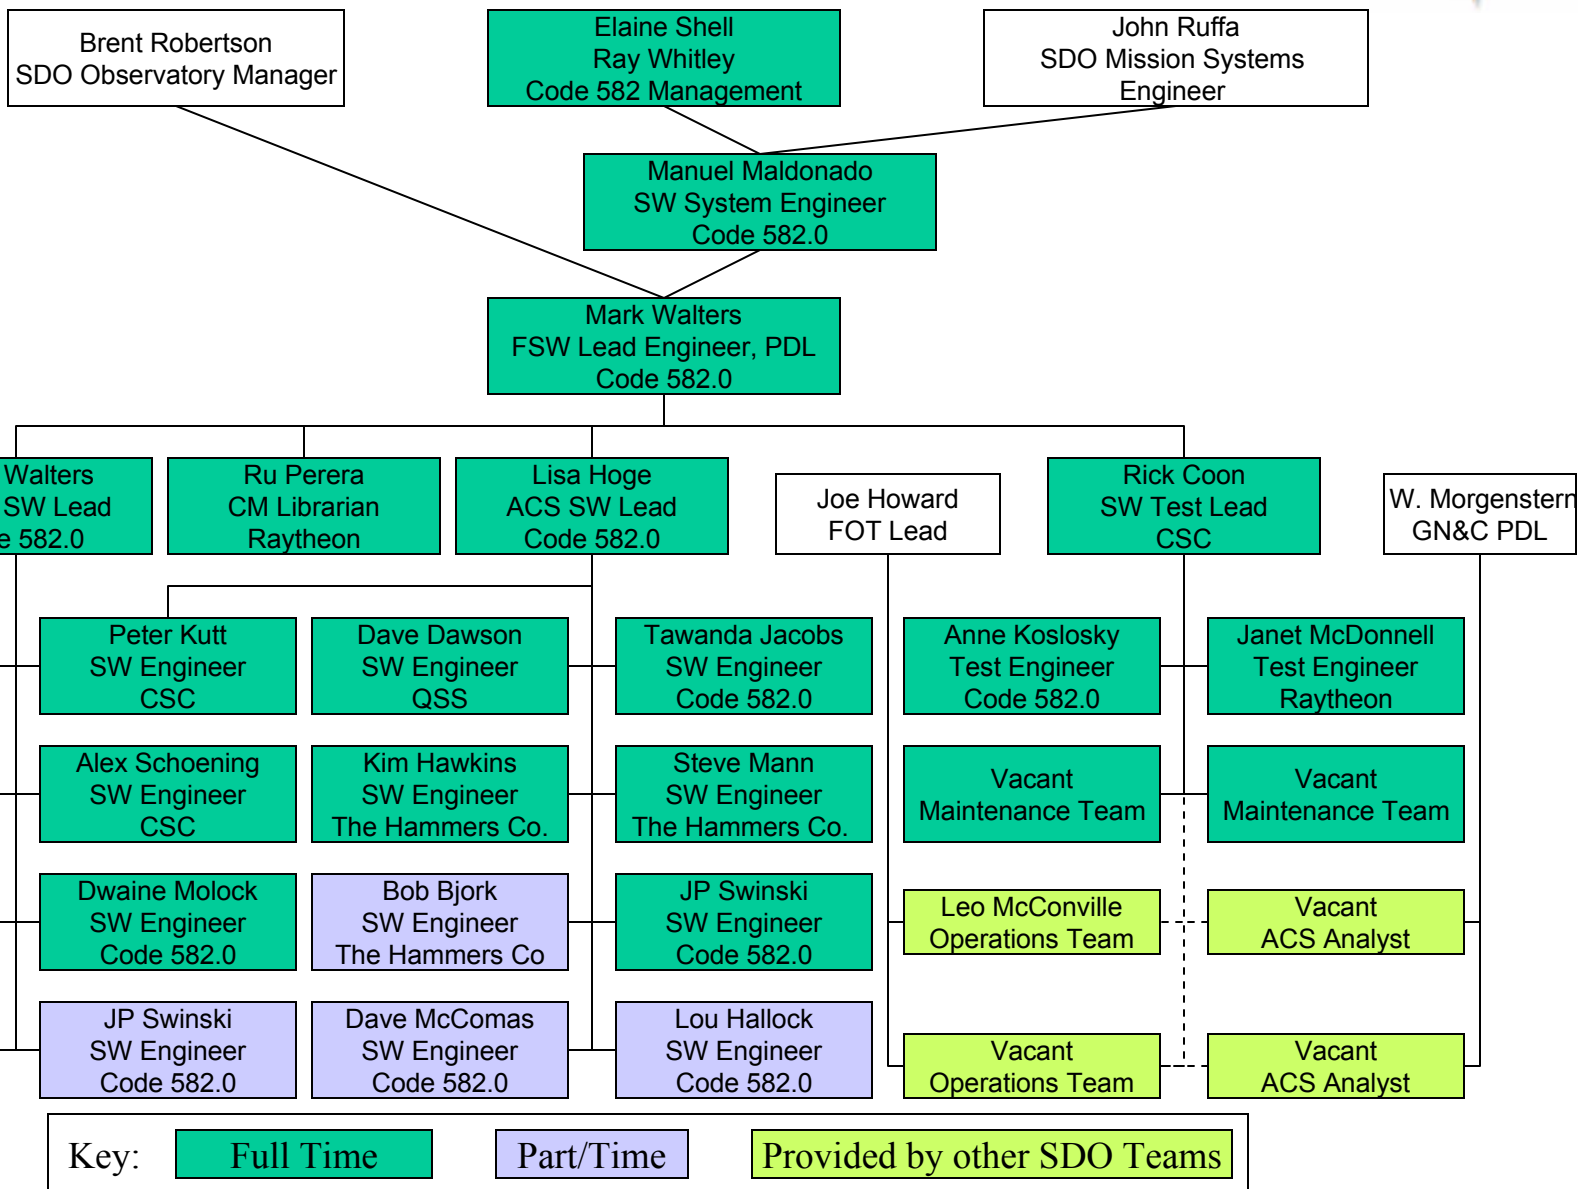 Brent Robertson
SDO Observatory Manager
Elaine Shell
Ray Whitley
Code 582 Management
John Ruffa
SDO Mission Systems
Engineer
Manuel Maldonado
SW System Engineer
Code 582.0
Mark Walters
FSW Lead Engineer, PDL
Code 582.0
Walters
SW Lead
e 582.0
Ru Perera
CM Librarian
Raytheon
Lisa Hoge
ACS SW Lead
Code 582.0
Joe Howard
FOT Lead
Rick Coon
SW Test Lead
CSC
W. Morgenstern
GN&C PDL
Peter Kutt
SW Engineer
CSC
Dave Dawson
SW Engineer
QSS
Tawanda Jacobs
SW Engineer
Code 582.0
Anne Koslosky
Test Engineer
Code 582.0
Janet McDonnell
Test Engineer
Raytheon
Alex Schoening
SW Engineer
CSC
Kim Hawkins
SW Engineer
The Hammers Co.
Steve Mann
SW Engineer
The Hammers Co.
Vacant
Maintenance Team
Vacant
Maintenance Team
Dwaine Molock
SW Engineer
Code 582.0
Bob Bjork
SW Engineer
The Hammers Co
JP Swinski
SW Engineer
Code 582.0
Leo McConville
Operations Team
Vacant
ACS Analyst
JP Swinski
SW Engineer
Code 582.0
Dave McComas
SW Engineer
Code 582.0
Lou Hallock
SW Engineer
Code 582.0
Vacant
Operations Team
Vacant
ACS Analyst
Key:
Full Time
Part/Time
Provided by other SDO Teams